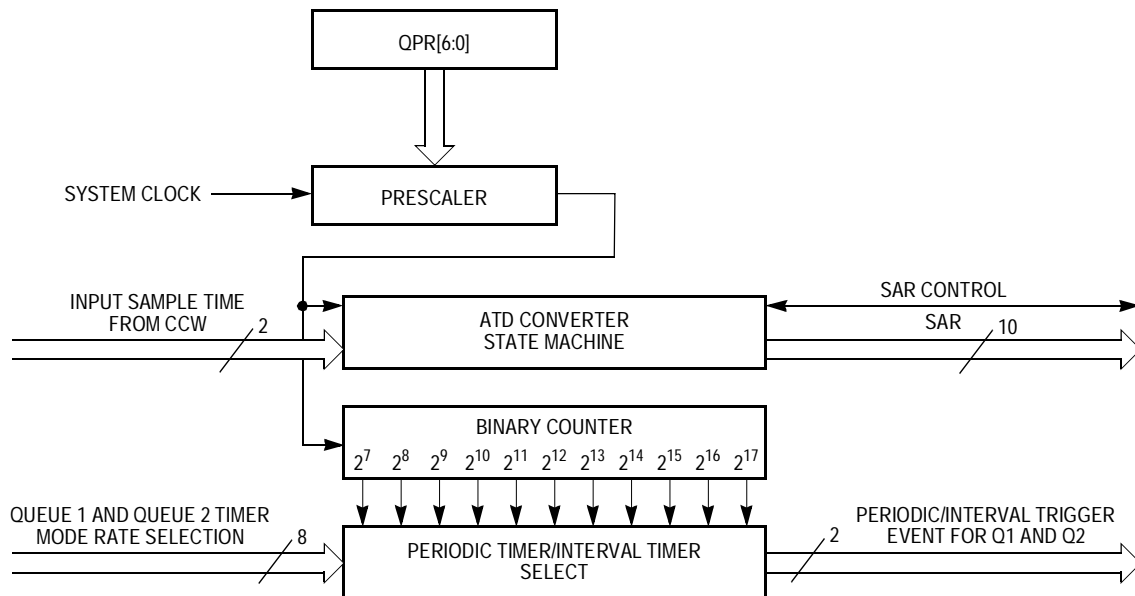 QPR[6:0]
SYSTEM CLOCK
PRESCALER
INPUT SAMPLE TIME
FROM CCW
2
ATD CONVERTER
STATE MACHINE
SAR CONTROL
SAR
10
BINARY COUNTER
2^7 2^8 2^9 2^10 2^11 2^12 2^13 2^14 2^15 2^16 2^17
QUEUE 1 AND QUEUE 2 TIMER
MODE RATE SELECTION
8
PERIODIC TIMER/INTERVAL TIMER
SELECT
2
PERIODIC/INTERVAL TRIGGER
EVENT FOR Q1 AND Q2